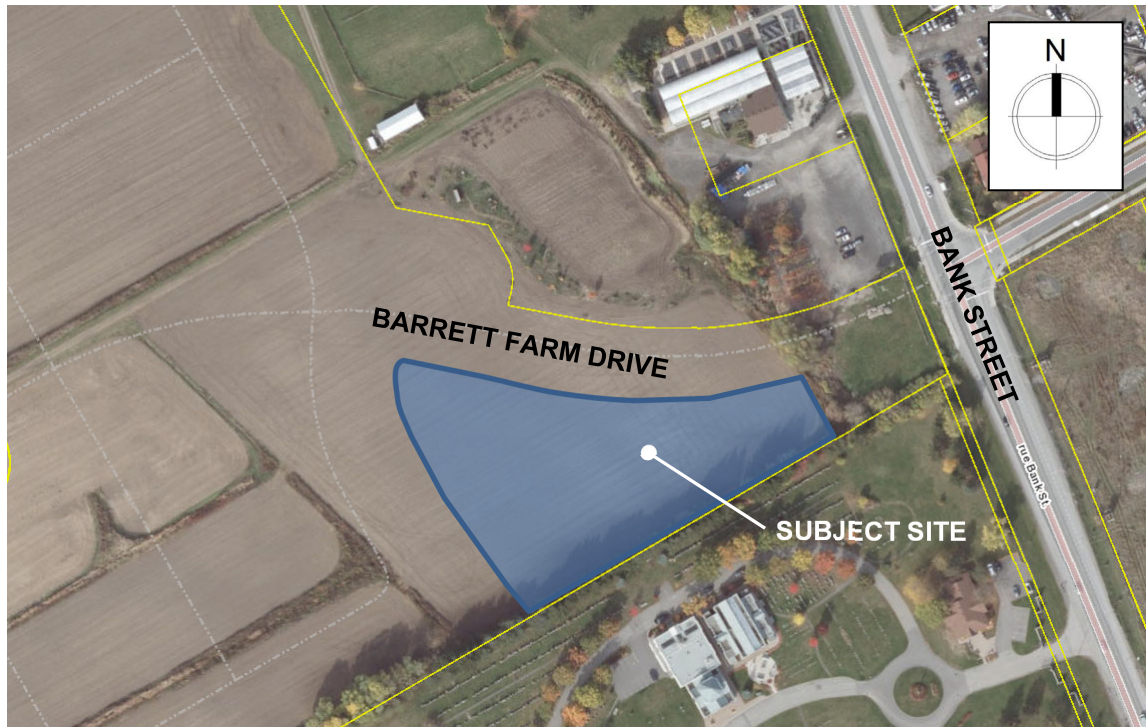 N
BANK STREET
BARRETT FARM DRIVE
rue Bank St.
SUBJECT SITE